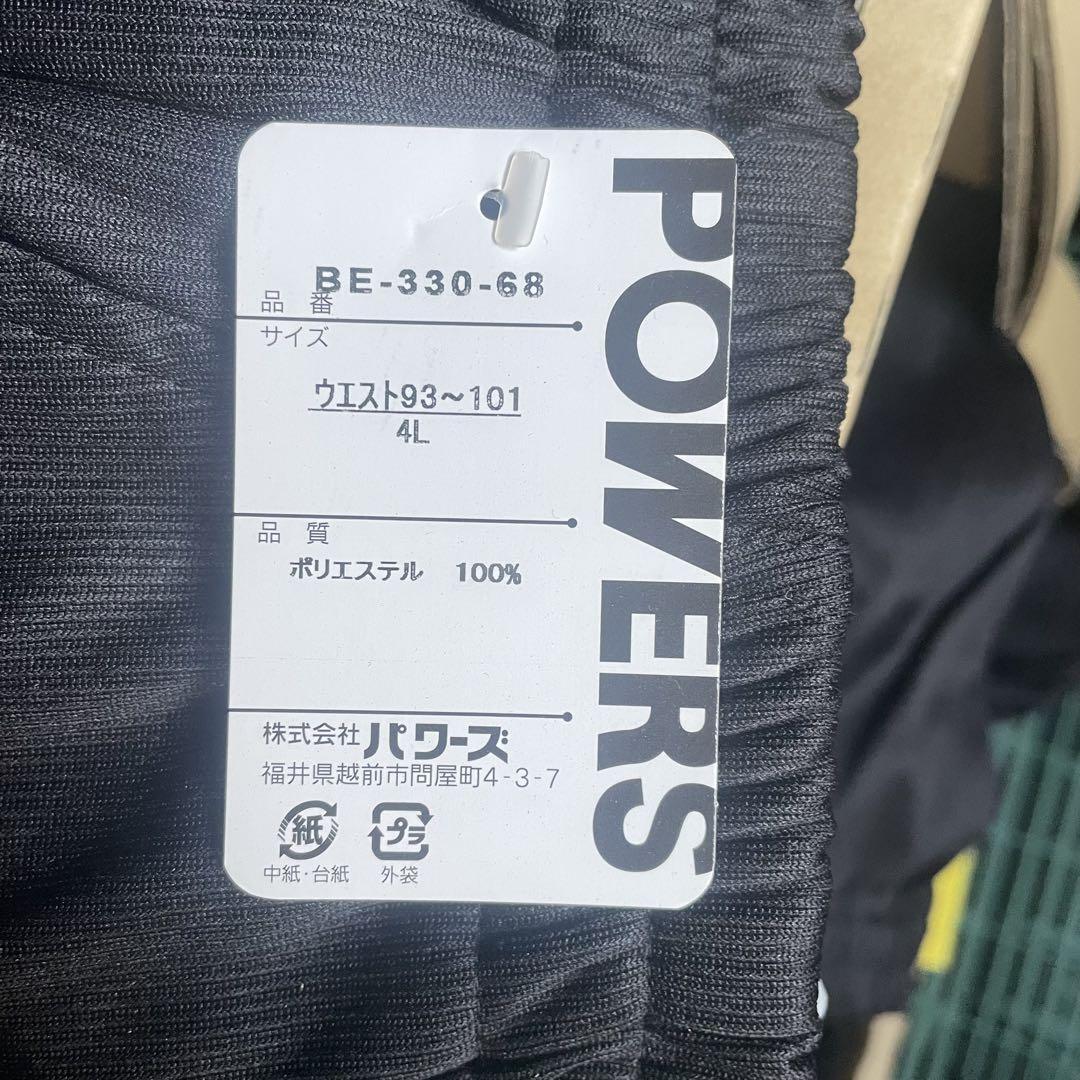 BE-330-68
品番
サイズ
ウエスト93～101
4L
品質
ポリエステル 100%
株式会社パワーズ
福井県越前市問屋町4-3-7
紙 プラ
中紙・台紙 外袋
POWERS